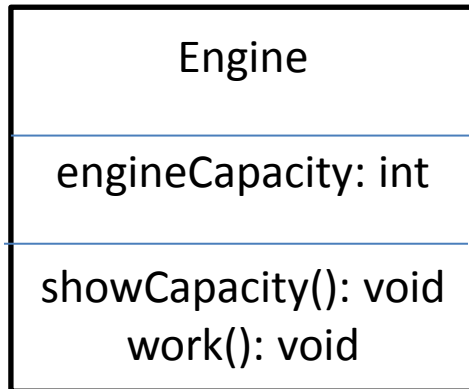 Engine
engineCapacity: int
showCapacity(): void
work(): void